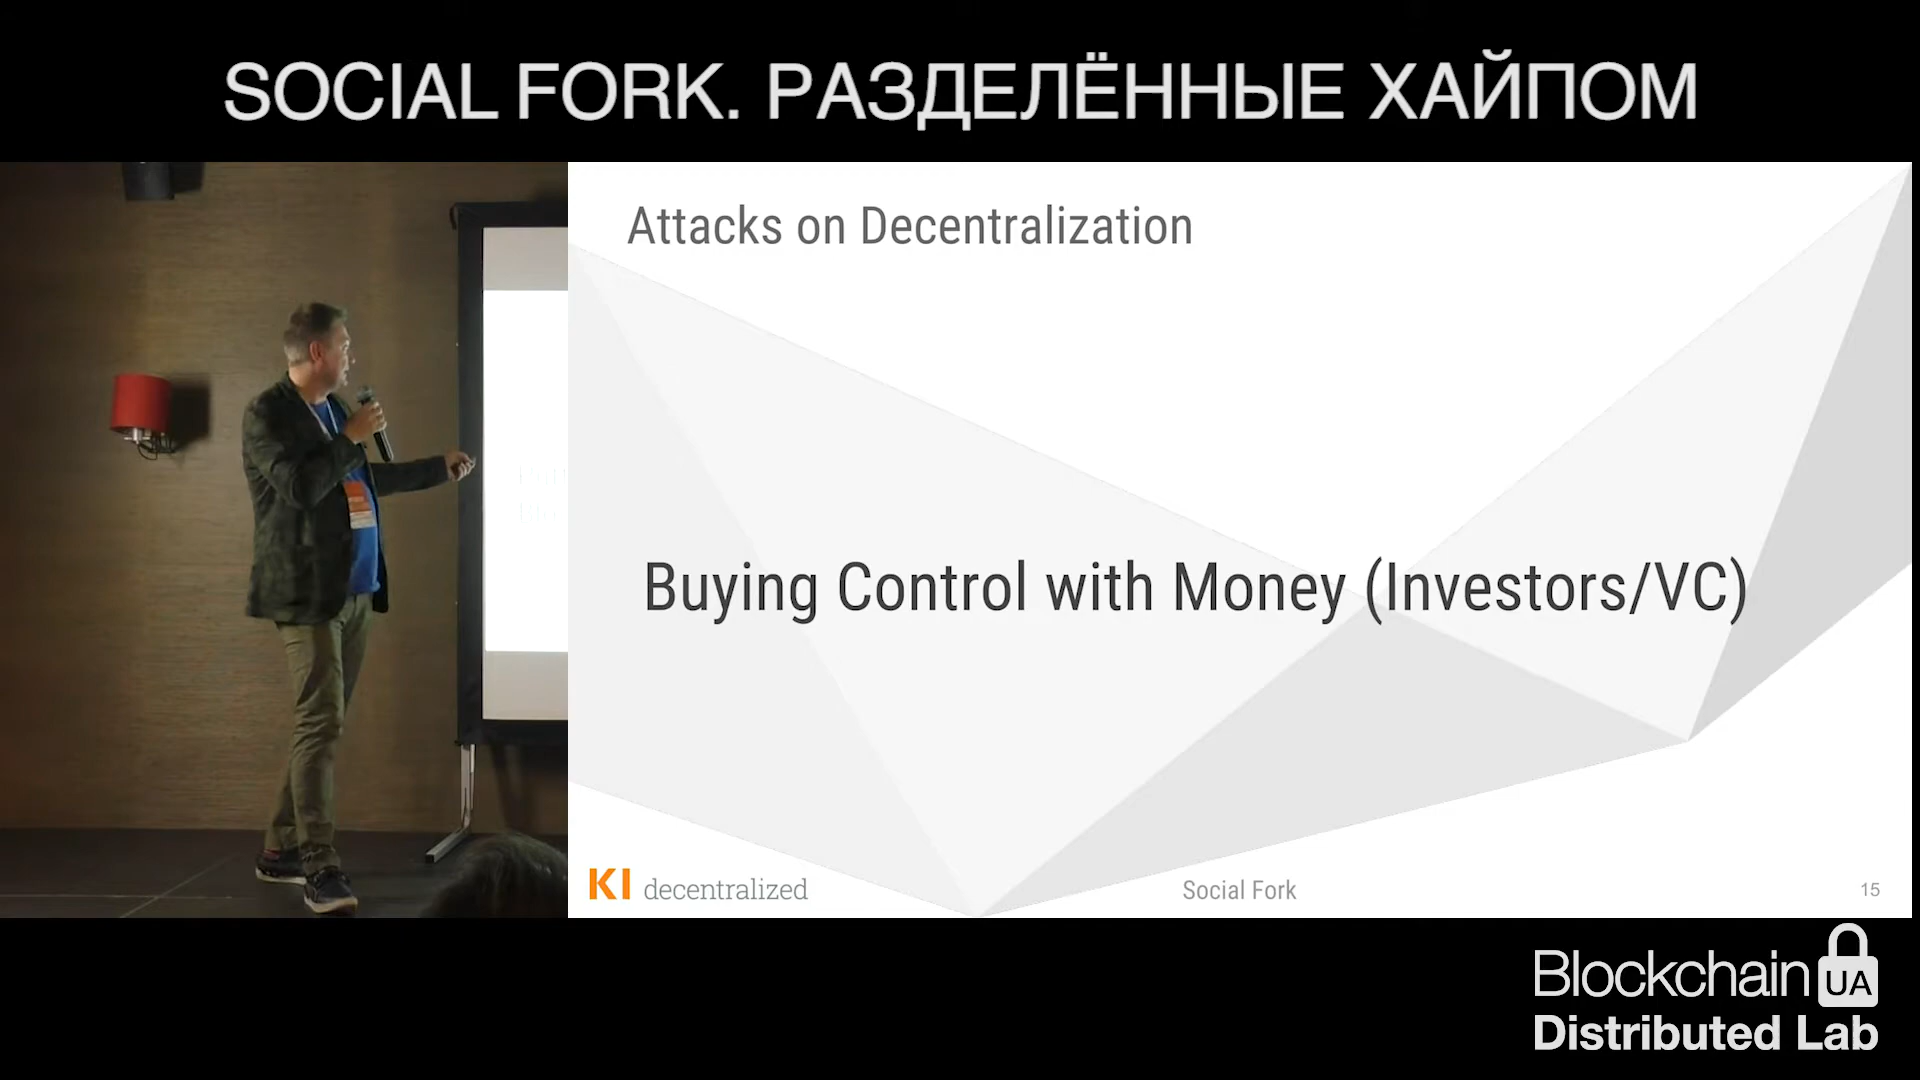 SOCIAL FORK. РАЗДЕЛЁННЫЕ ХАЙПОМ
Attacks on Decentralization
Buying Control with Money (Investors/VC)
KI decentralized
Social Fork
15
Blockchain UA
Distributed Lab